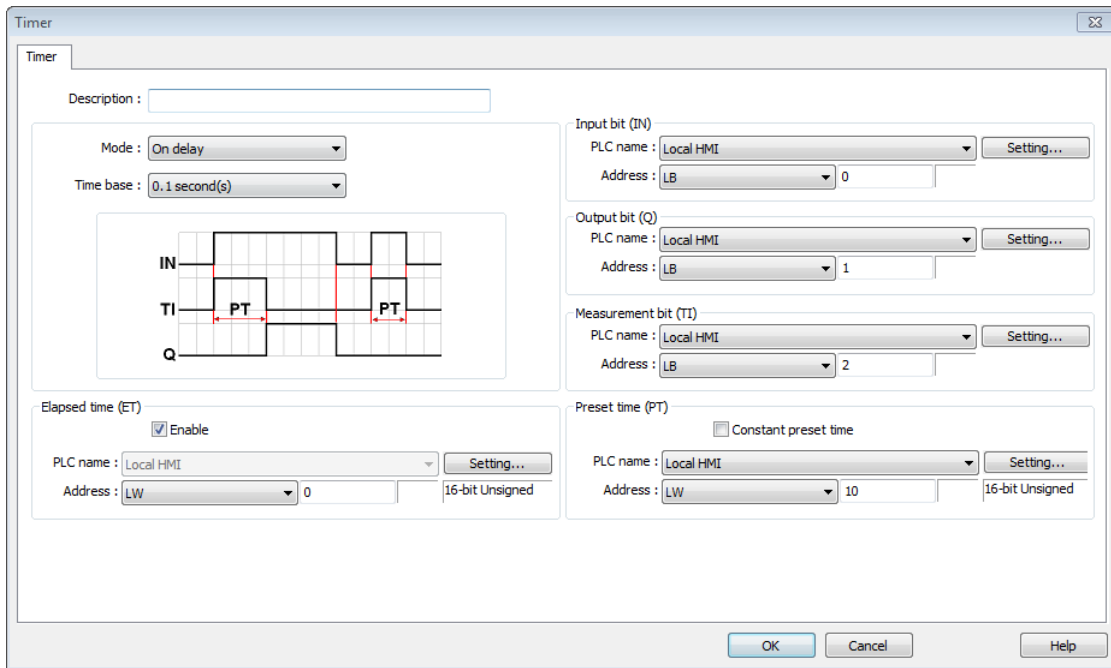 Timer
Timer
Description :
Mode : On delay
Time base : 0.1 second(s)
IN
TI PT PT
Q
Input bit (IN)
PLC name : Local HMI Setting...
Address : LB 0
Output bit (Q)
PLC name : Local HMI Setting...
Address : LB 1
Measurement bit (TI)
PLC name : Local HMI Setting...
Address : LB 2
Elapsed time (ET)
Enable
PLC name : Local HMI Setting...
Address : LW 0 16-bit Unsigned
Preset time (PT)
Constant preset time
PLC name : Local HMI Setting...
Address : LW 10 16-bit Unsigned
OK Cancel Help